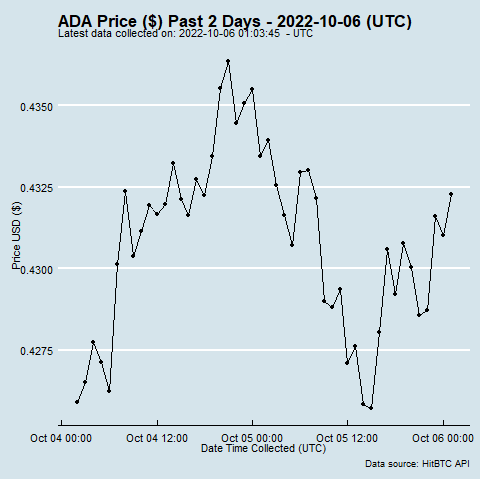 ADA Price ($) Past 2 Days - 2022-10-06 (UTC)
Latest data collected on: 2022-10-06 01:03:45  - UTC
Price USD ($)
0.4350
0.4325
0.4300
0.4275
Oct 04 00:00
Oct 04 12:00
Oct 05 00:00
Oct 05 12:00
Oct 06 00:00
Date Time Collected (UTC)
Data source: HitBTC API